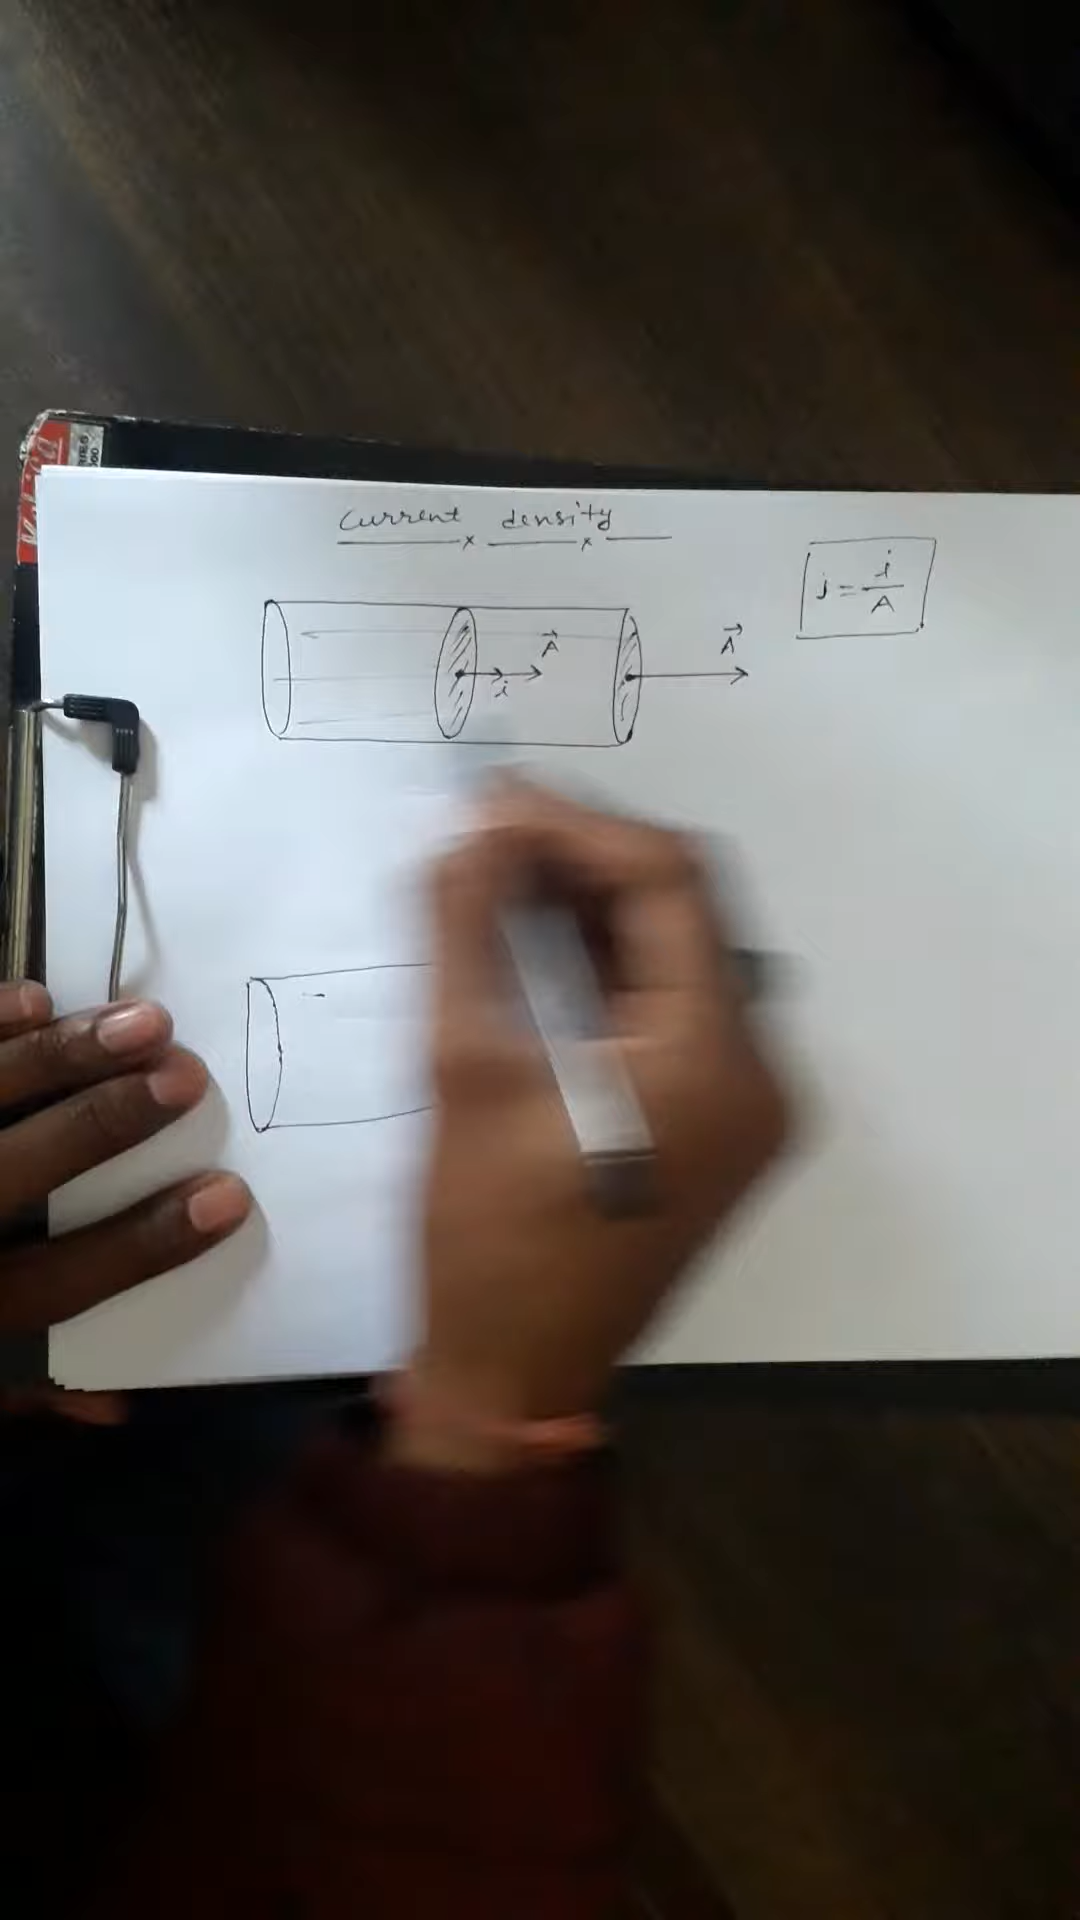 Current density
j = i/A
A⃗
i
A⃗